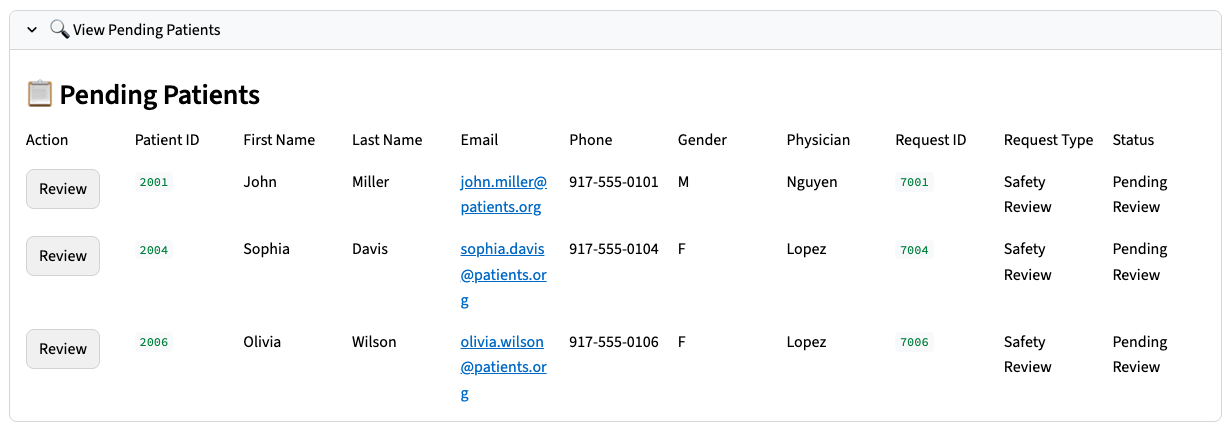 View Pending Patients
Pending Patients
Action Patient ID First Name Last Name Email Phone Gender Physician Request ID Request Type Status
Review 2001 John Miller john.miller@ 917-555-0101 M Nguyen 7001 Safety Pending
patients.org Review Review
Review 2004 Sophia Davis sophia.davis 917-555-0104 F Lopez 7004 Safety Pending
@patients.or Review Review
g
Review 2006 Olivia Wilson olivia.wilson 917-555-0106 F Lopez 7006 Safety Pending
@patients.or Review Review
g